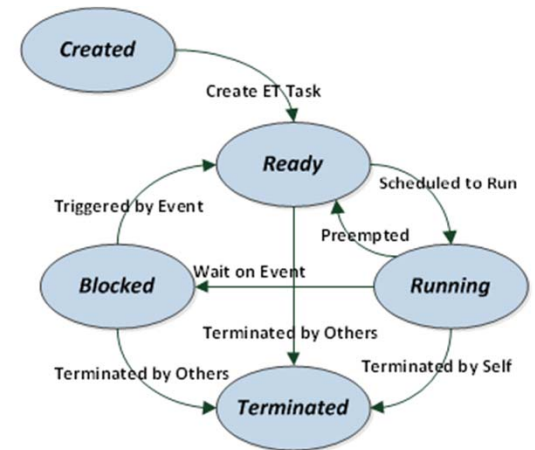 Created
Create ET Task
Ready
Scheduled to Run
Triggered by Event
Preempted
Wait on Event
Blocked
Running
Terminated by Others
Terminated by Self
Terminated by Others
Terminated